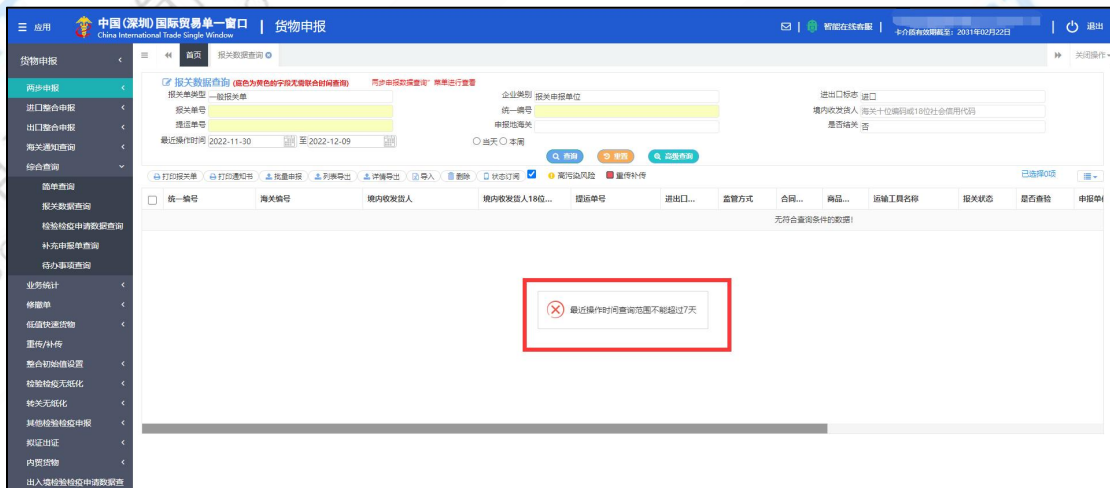 应用
中国(深圳)国际贸易单一窗口 | 货物申报
China International Trade Single Window
智能在线客服
卡介质有效期截至：2031年02月22日
退出
货物申报
首页 报关数据查询
关闭操作
两步申报
进口整合申报
出口整合申报
海关通知查询
综合查询
简单查询
报关数据查询
检验检疫申请数据查询
补充申报单查询
待办事项查询
业务统计
修撤单
低值快速货物
重传/补传
整合初始值设置
检验检疫无纸化
转关无纸化
其他检验检疫申报
拟证出证
内贸货物
出入境检验检疫申请数据查
报关数据查询 (底色为黄色的字段无需联合时间查询) 两步申报数据查询"菜单进行查看
报关单类型 一般报关单 企业类别 报关申报单位 进出口标志 进口
报关单号 统一编号 境内收发货人 海关十位编码或18位社会信用代码
提运单号 申报地海关 是否结关 否
最近操作时间 2022-11-30 至 2022-12-09 当天 本周
查询 重置 高级查询
打印报关单 打印通知书 批量申报 列表导出 详情导出 导入 删除 状态订阅 高污染风险 重传补传 已选择0项
统一编号 海关编号 境内收发货人 境内收发货人18位... 提运单号 进出口... 监管方式 合同... 商品... 运输工具名称 报关状态 是否查验 申报单
无符合查询条件的数据!
最近操作时间查询范围不能超过7天